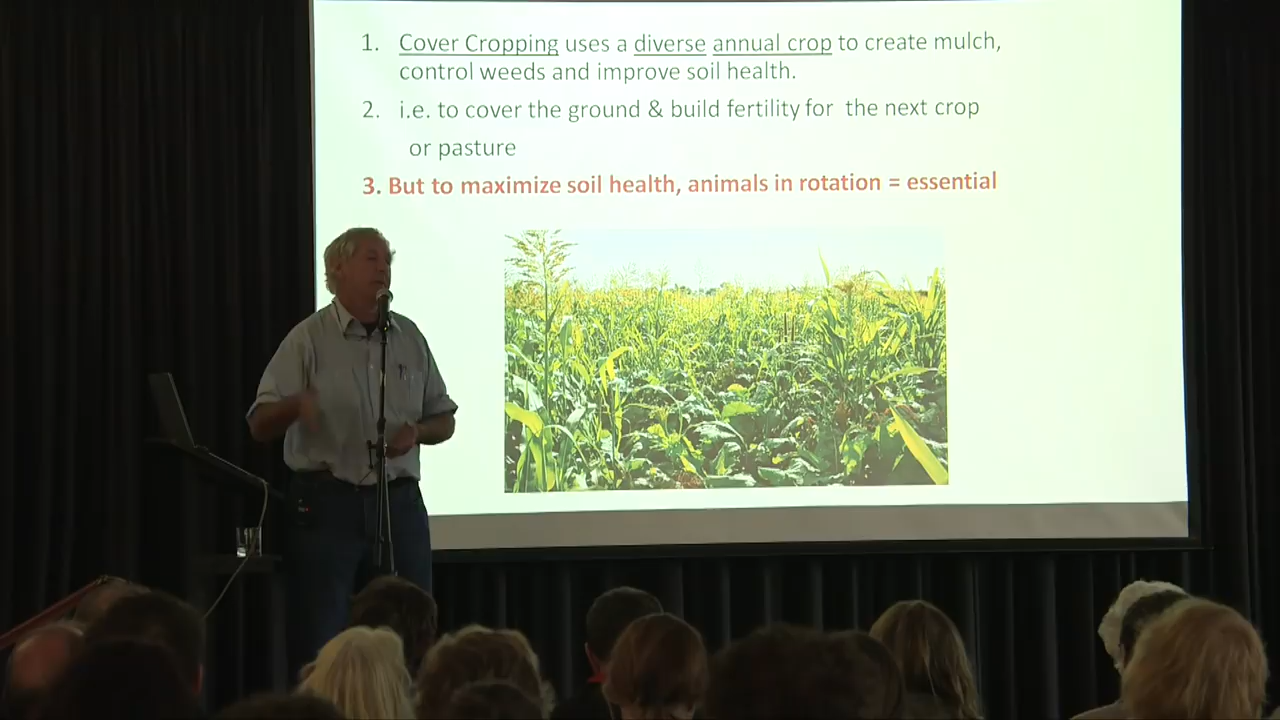 1. Cover Cropping uses a diverse annual crop to create mulch,
control weeds and improve soil health.
2. i.e. to cover the ground & build fertility for the next crop
or pasture
3. But to maximize soil health, animals in rotation = essential